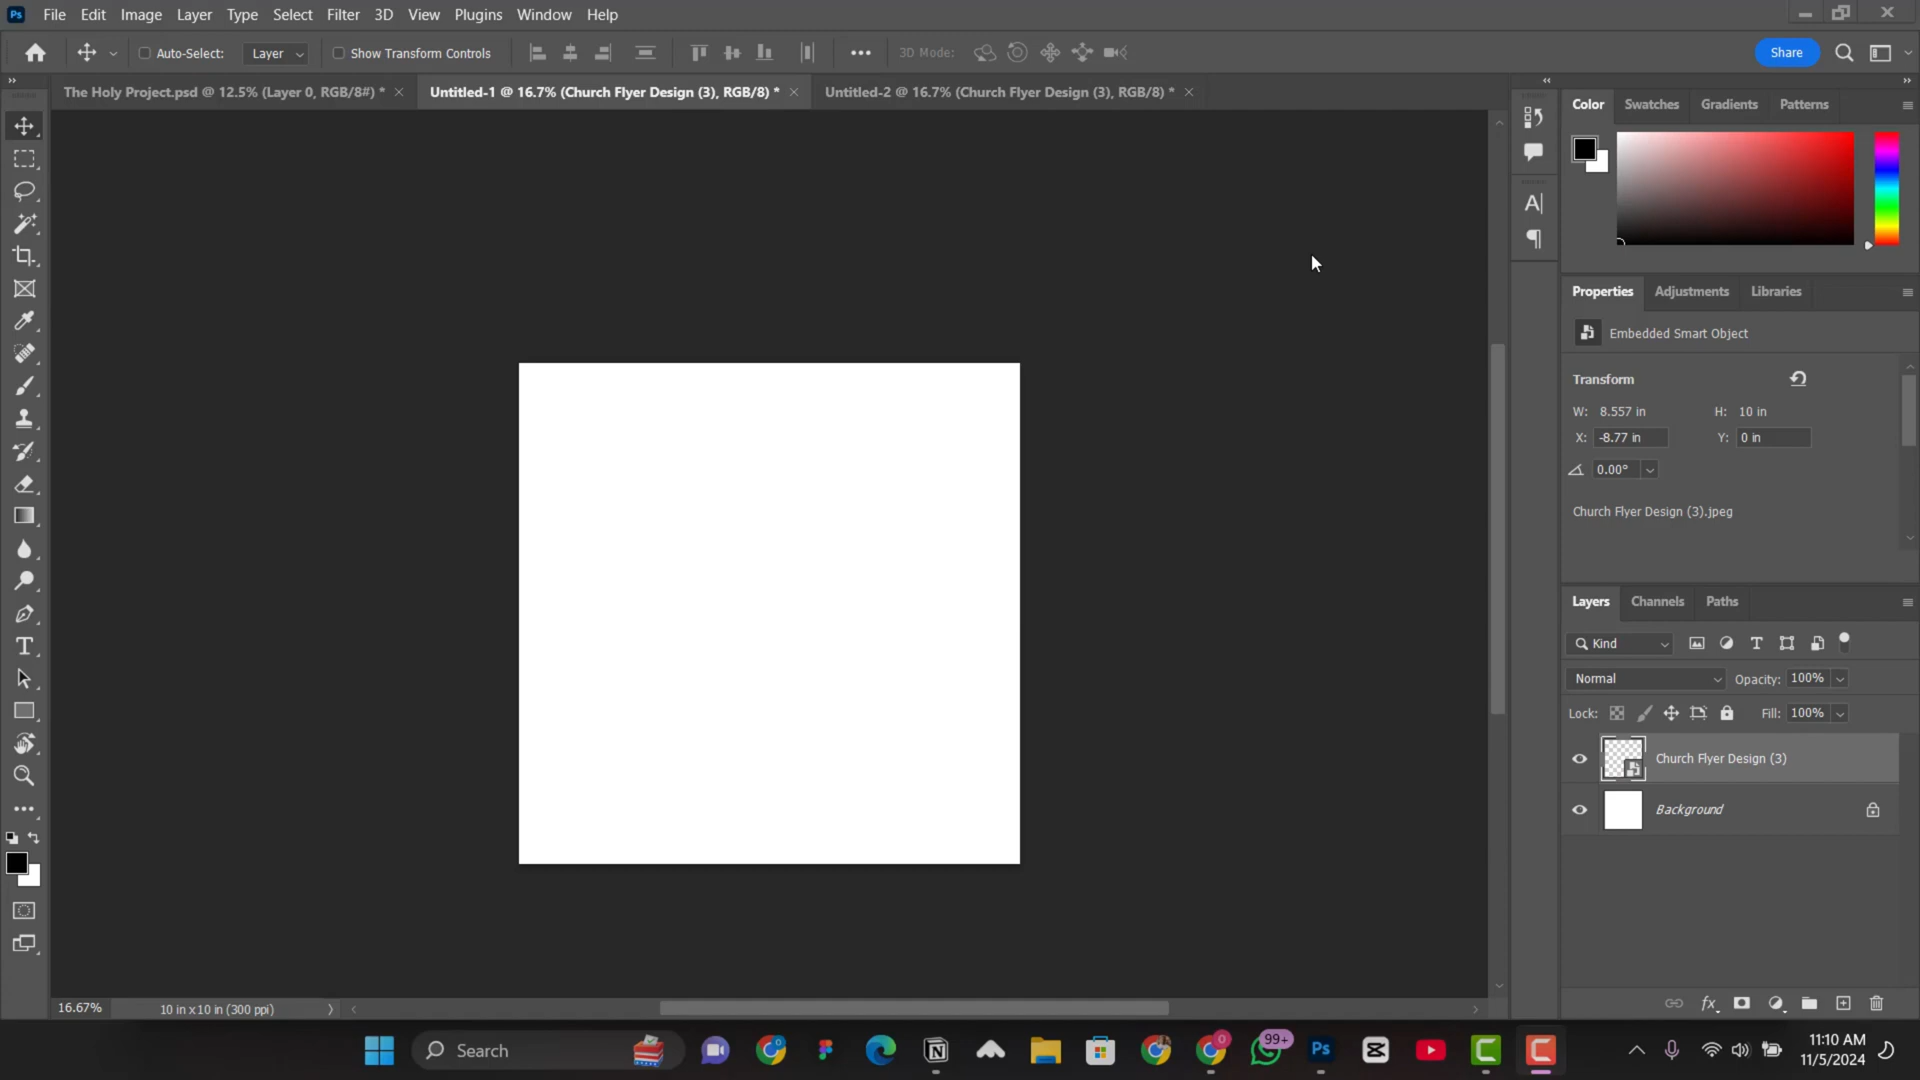 Ps File Edit Image Layer Type Select Filter 3D View Plugins Window Help
Auto-Select: Layer Show Transform Controls 3D Mode: Share
The Holy Project.psd @ 12.5% (Layer 0, RGB/8#) * Untitled-1 @ 16.7% (Church Flyer Design (3), RGB/8) * Untitled-2 @ 16.7% (Church Flyer Design (3), RGB/8) *
Color Swatches Gradients Patterns
Properties Adjustments Libraries
Embedded Smart Object
Transform
W: 8.557 in H: 10 in
X: -8.77 in Y: 0 in
0.00°
Church Flyer Design (3).jpeg
Layers Channels Paths
Kind
Normal Opacity: 100%
Lock: Fill: 100%
Church Flyer Design (3)
Background
16.67% 10 in x 10 in (300 ppi)
Search 99+ Ps 11:10 AM
11/5/2024